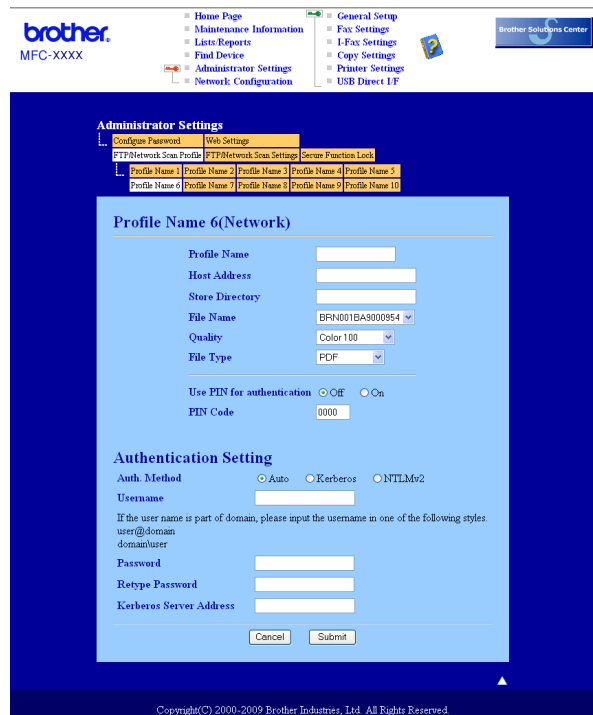 brother.
MFC-XXXX
Home Page
Maintenance Information
Lists/Reports
Find Device
Administrator Settings
Network Configuration
General Setup
Fax Settings
I-Fax Settings
Copy Settings
Printer Settings
USB Direct I/F
Brother Solutions Center
Administrator Settings
Configure Password Web Settings
FTP/Network Scan Profile FTP/Network Scan Settings Secure Function Lock
Profile Name 1 Profile Name 2 Profile Name 3 Profile Name 4 Profile Name 5
Profile Name 6 Profile Name 7 Profile Name 8 Profile Name 9 Profile Name 10
Profile Name 6(Network)
Profile Name
Host Address
Store Directory
File Name BRN001BA9000954
Quality Color 100
File Type PDF
Use PIN for authentication Off On
PIN Code 0000
Authentication Setting
Auth. Method Auto Kerberos NTLMv2
Username
If the user name is part of domain, please input the username in one of the following styles.
user@domain
domain\user
Password
Retype Password
Kerberos Server Address
Cancel Submit
Copyright(C) 2000-2009 Brother Industries, Ltd. All Rights Reserved.